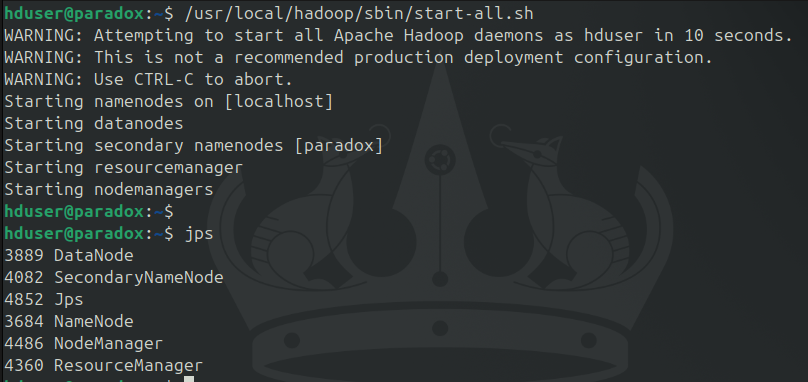 hduser@paradox:~$ /usr/local/hadoop/sbin/start-all.sh
WARNING: Attempting to start all Apache Hadoop daemons as hduser in 10 seconds.
WARNING: This is not a recommended production deployment configuration.
WARNING: Use CTRL-C to abort.
Starting namenodes on [localhost]
Starting datanodes
Starting secondary namenodes [paradox]
Starting resourcemanager
Starting nodemanagers
hduser@paradox:~$
hduser@paradox:~$ jps
3889 DataNode
4082 SecondaryNameNode
4852 Jps
3684 NameNode
4486 NodeManager
4360 ResourceManager